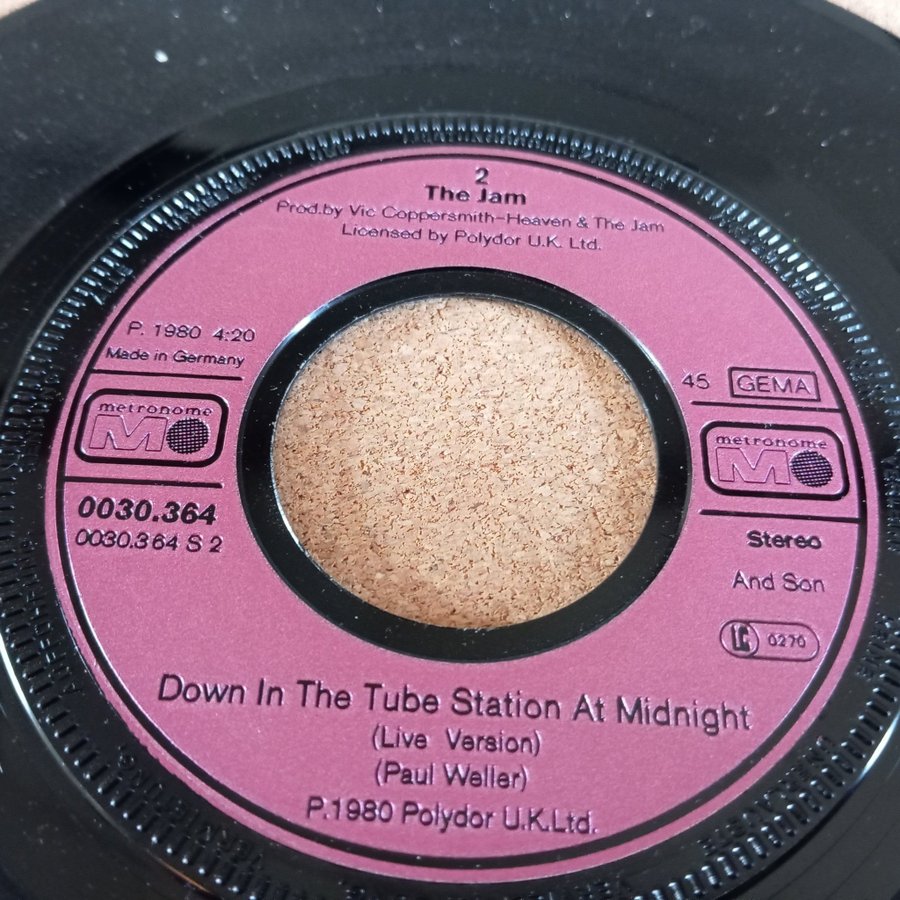 2
The Jam
Prod.by Vic Coppersmith-Heaven & The Jam
Licensed by Polydor U.K. Ltd.
P. 1980 4:20
Made in Germany
metronome
0030.364
0030.364 S 2
45 GEMA
metronome
Stereo
And Son
LC 0270
Down In The Tube Station At Midnight
(Live Version)
(Paul Weller)
P.1980 Polydor U.K.Ltd.